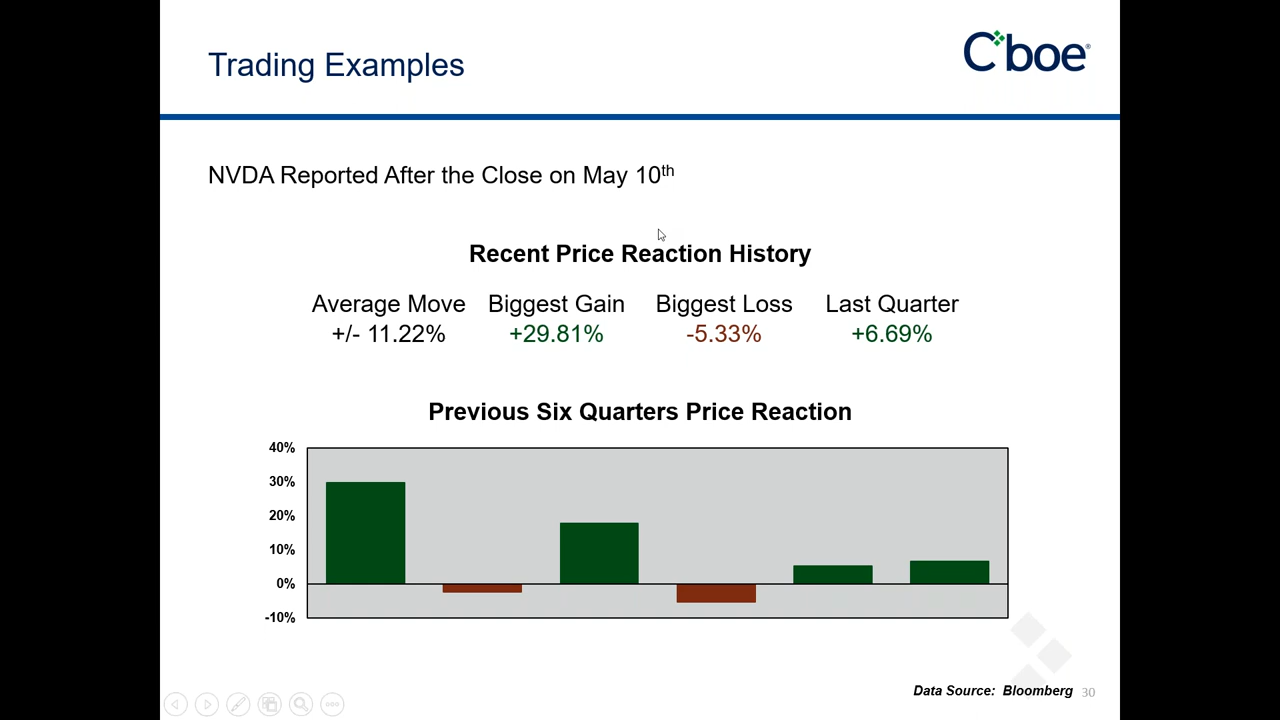 Trading Examples
Cboe®
NVDA Reported After the Close on May 10th
Recent Price Reaction History
Average Move Biggest Gain Biggest Loss Last Quarter
+/- 11.22% +29.81% -5.33% +6.69%
Previous Six Quarters Price Reaction
40%
30%
20%
10%
0%
-10%
Data Source: Bloomberg 30